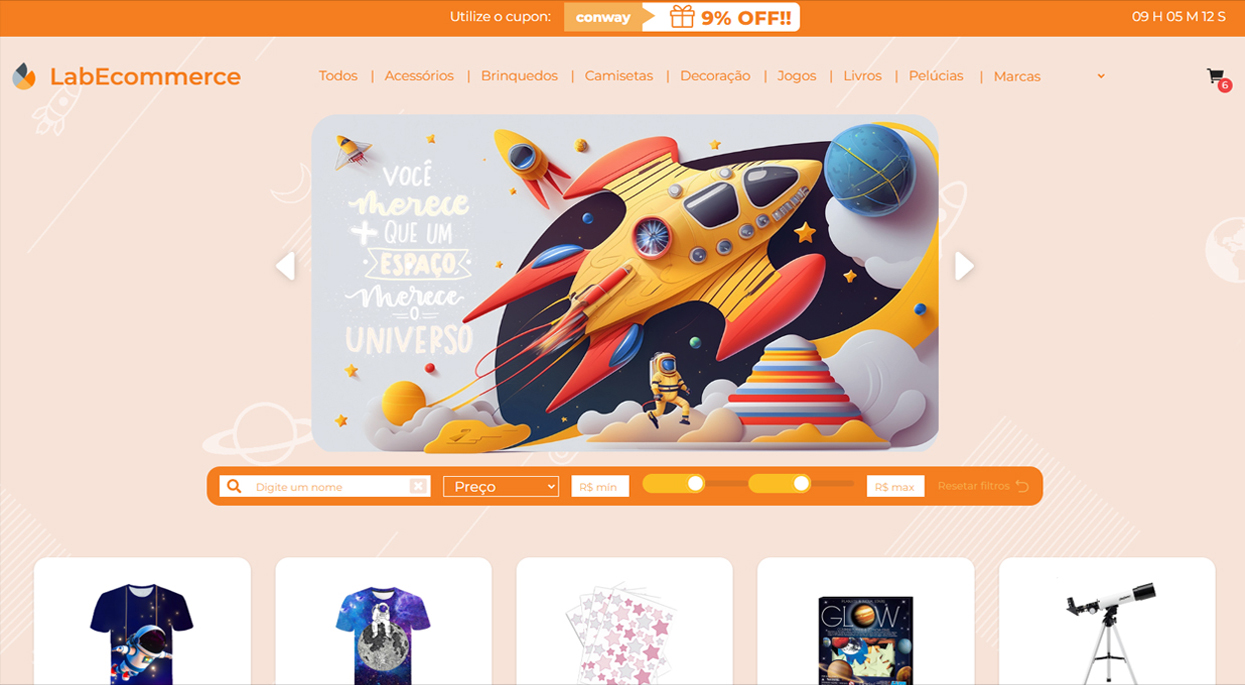 Utilize o cupon: conway 9% OFF!! 09 H 05 M 12 S
LabEcommerce
Todos | Acessórios | Brinquedos | Camisetas | Decoração | Jogos | Livros | Pelúcias | Marcas
6
VOCÊ
merece
+ QUE UM
ESPAÇO,
Merece
O
UNIVERSO
Digite um nome Preço R$ min R$ max Resetar filtros
GLOW